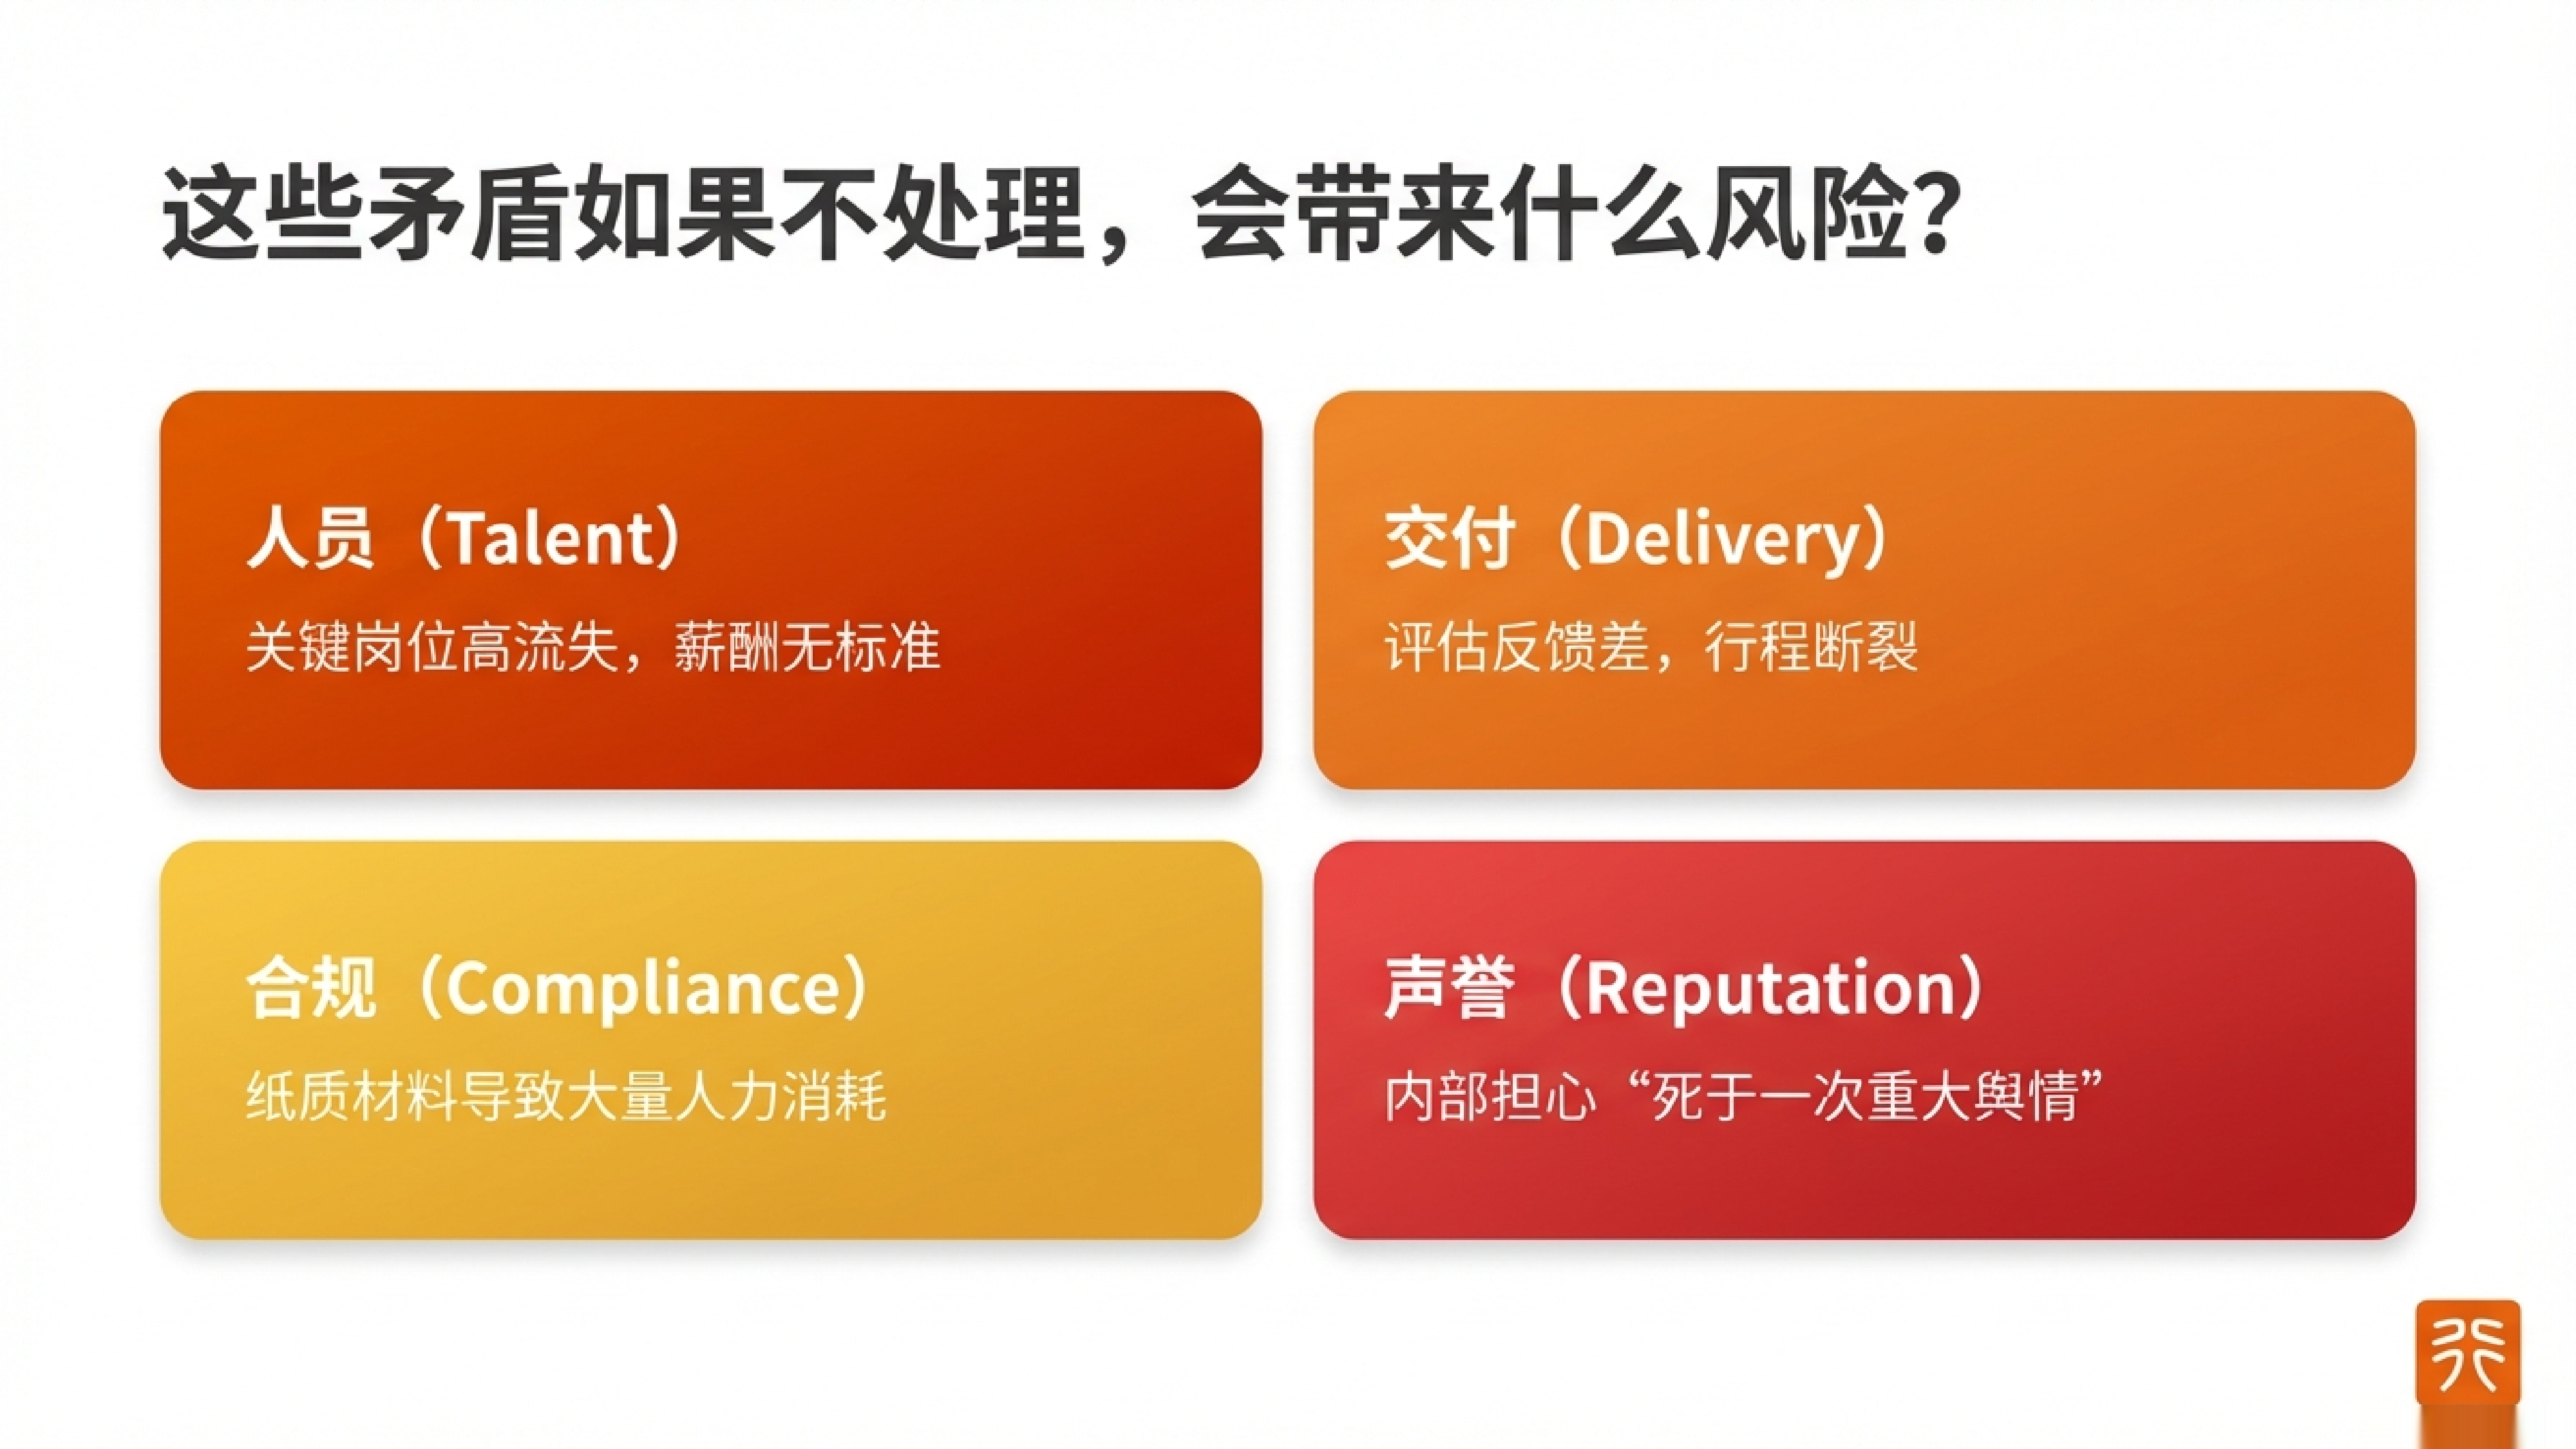 这些矛盾如果不处理，会带来什么风险？
人员（Talent）
关键岗位高流失，薪酬无标准
交付（Delivery）
评估反馈差，行程断裂
合规（Compliance）
纸质材料导致大量人力消耗
声誉（Reputation）
内部担心“死于一次重大舆情”
行